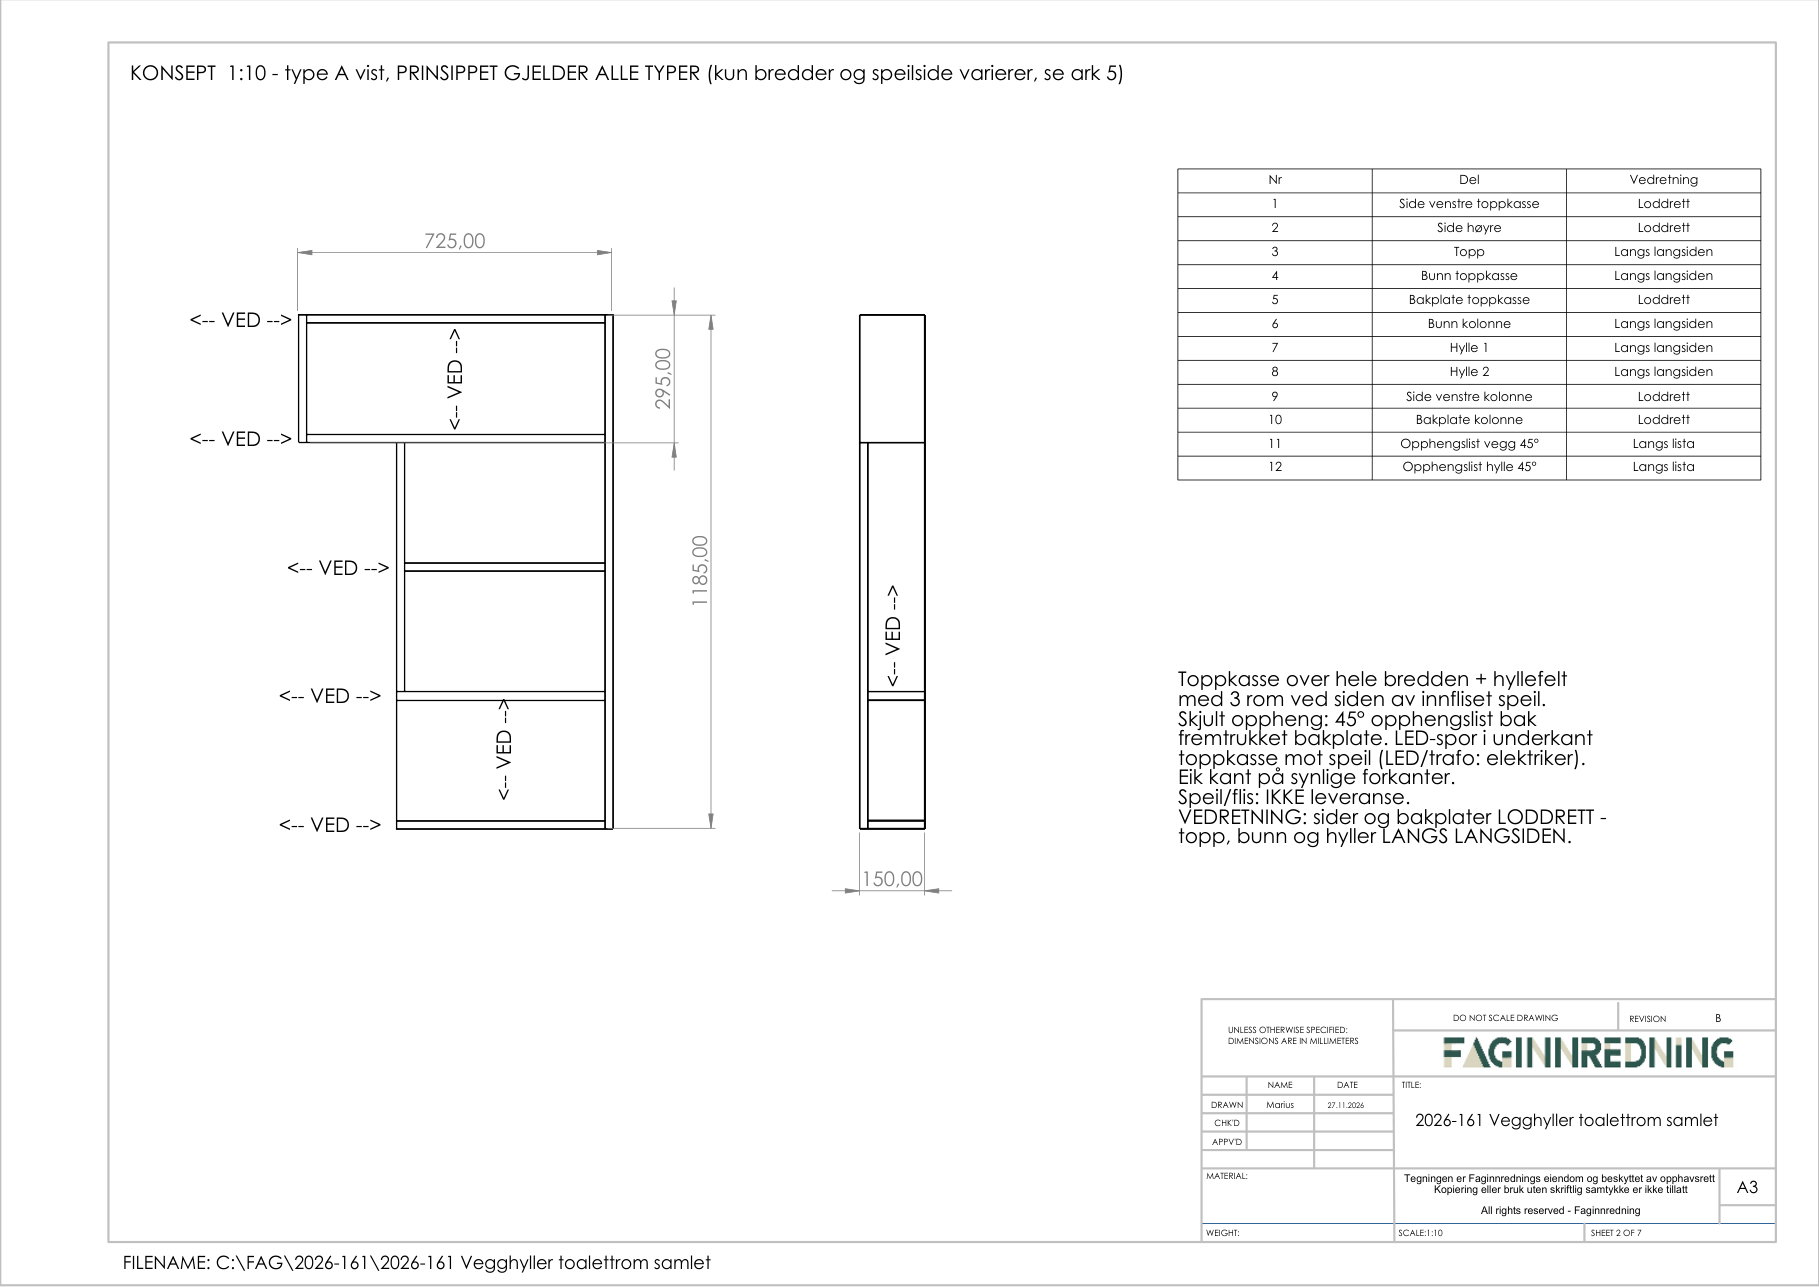 KONSEPT  1:10 - type A vist, PRINSIPPET GJELDER ALLE TYPER (kun bredder og speilside varierer, se ark 5)
725,00
<-- VED -->
<-- VED -->
295,00
<-- VED -->
1185,00
<-- VED -->
<-- VED -->
<-- VED -->
<-- VED -->
<-- VED -->
150,00
Nr Del Vedretning
1 Side venstre toppkasse Loddrett
2 Side høyre Loddrett
3 Topp Langs langsiden
4 Bunn toppkasse Langs langsiden
5 Bakplate toppkasse Loddrett
6 Bunn kolonne Langs langsiden
7 Hylle 1 Langs langsiden
8 Hylle 2 Langs langsiden
9 Side venstre kolonne Loddrett
10 Bakplate kolonne Loddrett
11 Opphengslist vegg 45° Langs lista
12 Opphengslist hylle 45° Langs lista
Toppkasse over hele bredden + hyllefelt
med 3 rom ved siden av innfliset speil.
Skjult oppheng: 45° opphengslist bak
fremtrukket bakplate. LED-spor i underkant
toppkasse mot speil (LED/trafo: elektriker).
Eik kant på synlige forkanter.
Speil/flis: IKKE leveranse.
VEDRETNING: sider og bakplater LODDRETT -
topp, bunn og hyller LANGS LANGSIDEN.
UNLESS OTHERWISE SPECIFIED:
DIMENSIONS ARE IN MILLIMETERS
DO NOT SCALE DRAWING
REVISION B
FAGINNREDNING
NAME DATE
DRAWN Marius 27.11.2026
CHK'D
APPV'D
TITLE:
2026-161 Vegghyller toalettrom samlet
MATERIAL:
Tegningen er Faginnrednings eiendom og beskyttet av opphavsrett
Kopiering eller bruk uten skriftlig samtykke er ikke tillatt
All rights reserved - Faginnredning
A3
WEIGHT:
SCALE:1:10
SHEET 2 OF 7
FILENAME: C:\FAG\2026-161\2026-161 Vegghyller toalettrom samlet